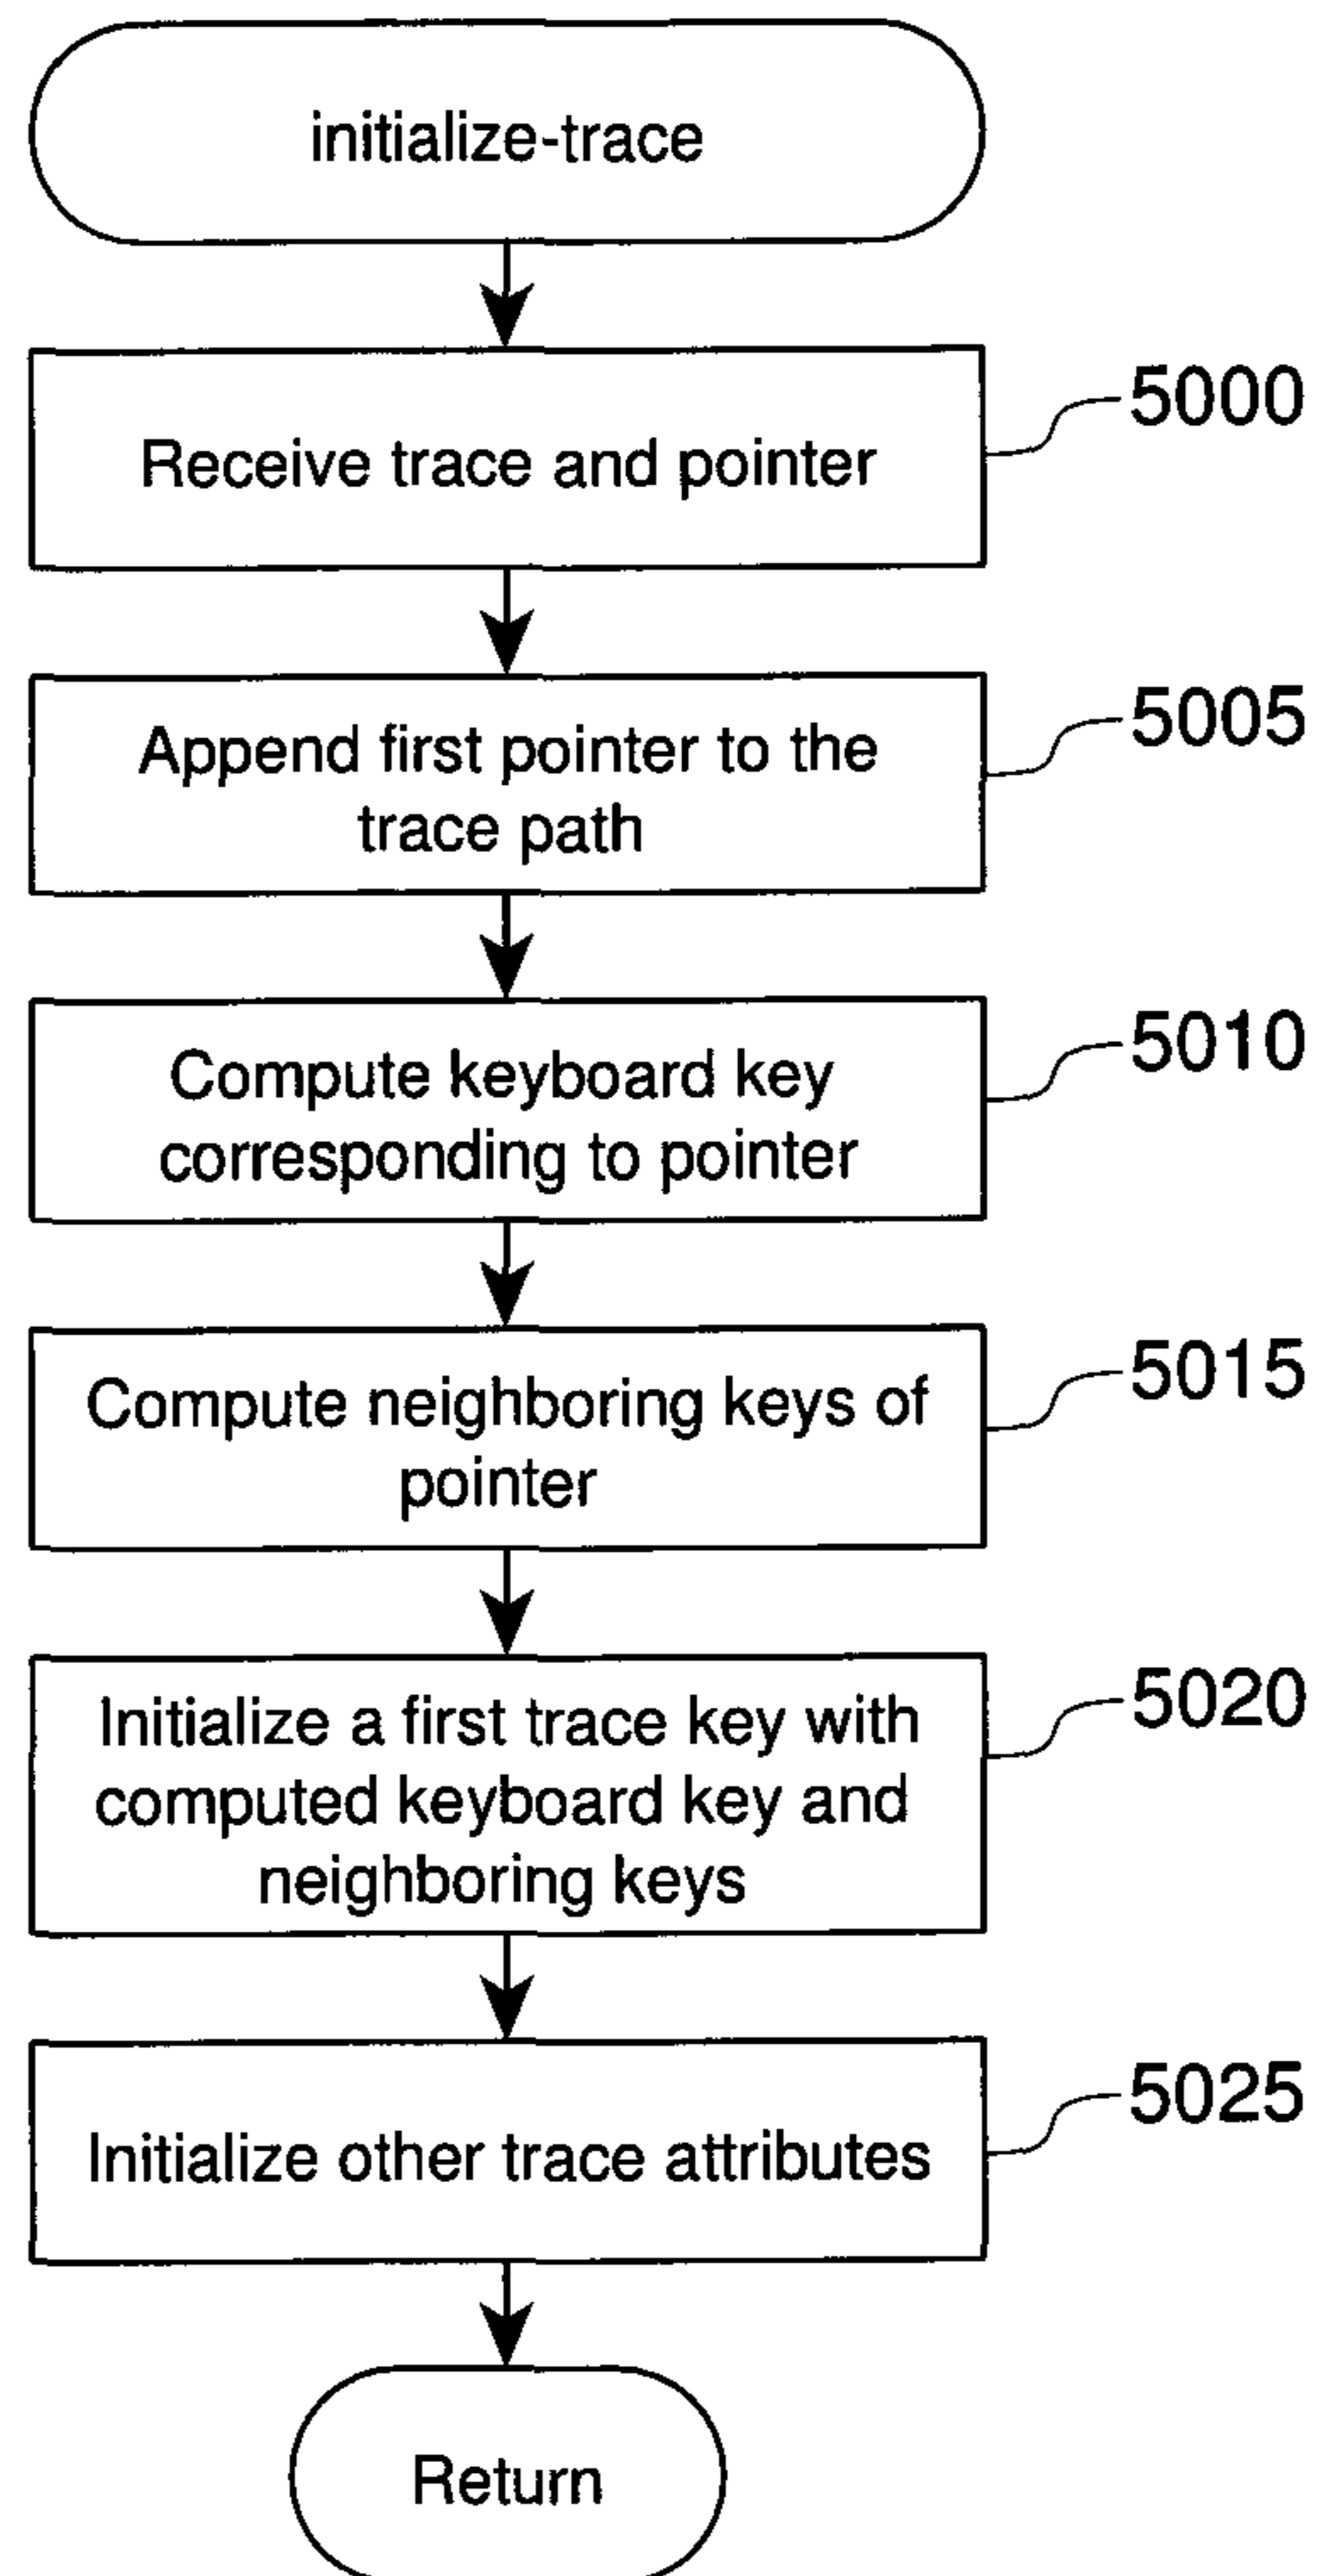 initialize-trace
Receive trace and pointer
5000
Append first pointer to the
trace path
5005
Compute keyboard key
corresponding to pointer
5010
Compute neighboring keys of
pointer
5015
Initialize a first trace key with
computed keyboard key and
neighboring keys
5020
Initialize other trace attributes
5025
Return